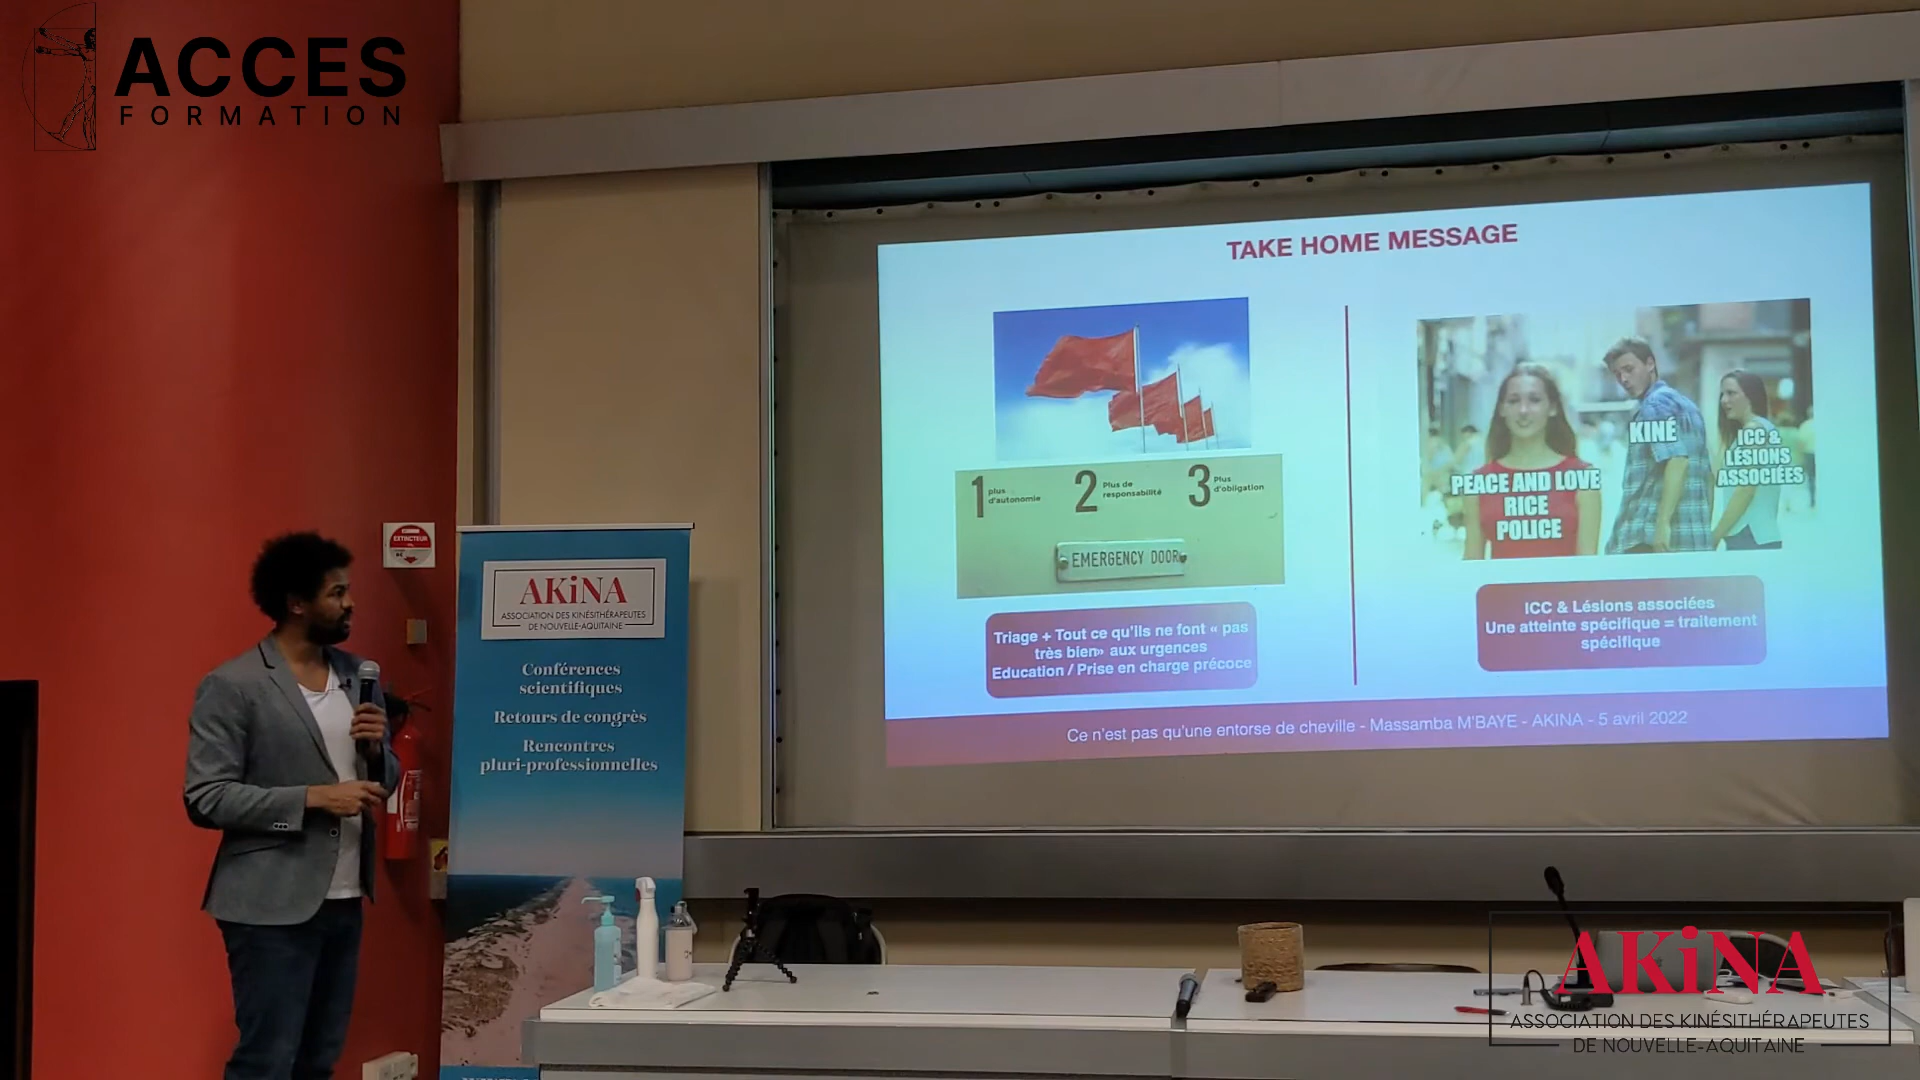 ACCES
FORMATION
EXTINCTEUR
AKiNA
ASSOCIATION DES KINÉSITHÉRAPEUTES
DE NOUVELLE-AQUITAINE
Conférences
scientifiques
Retours de congrès
Rencontres
pluri-professionnelles
TAKE HOME MESSAGE
1 plus
d'autonomie
2 Plus de
responsabilité
3 Plus
d'obligation
EMERGENCY DOOR
Triage + Tout ce qu'ils ne font « pas
très bien» aux urgences
Education / Prise en charge précoce
KINÉ
PEACE AND LOVE
RICE
POLICE
ICC &
LÉSIONS
ASSOCIÉES
ICC & Lésions associées
Une atteinte spécifique = traitement
spécifique
Ce n'est pas qu'une entorse de cheville - Massamba M'BAYE - AKINA - 5 avril 2022
AKiNA
ASSOCIATION DES KINÉSITHÉRAPEUTES
DE NOUVELLE-AQUITAINE